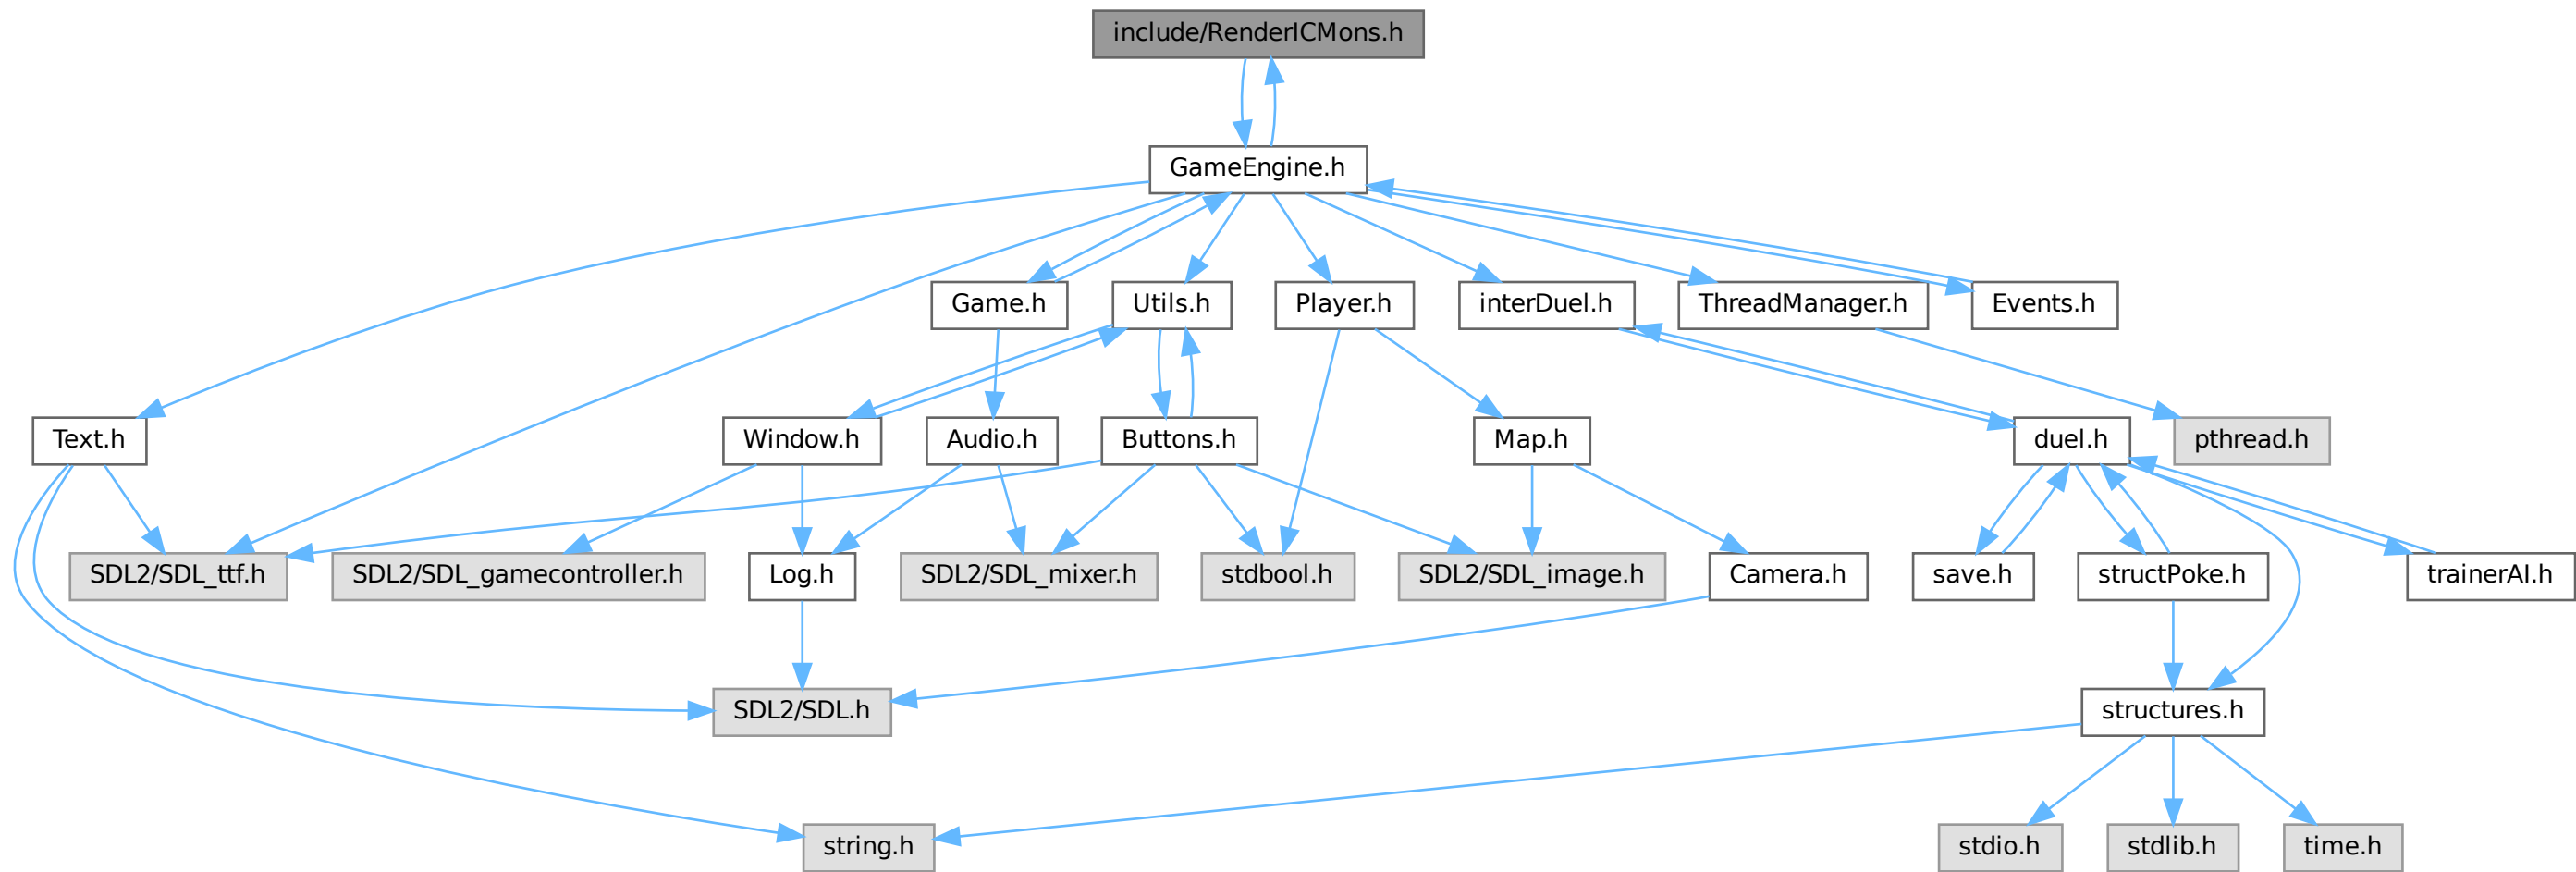 include/RenderICMons.h
GameEngine.h
Game.h
Utils.h
Player.h
interDuel.h
ThreadManager.h
Events.h
Text.h
Window.h
Audio.h
Buttons.h
Map.h
duel.h
pthread.h
SDL2/SDL_ttf.h
SDL2/SDL_gamecontroller.h
Log.h
SDL2/SDL_mixer.h
stdbool.h
SDL2/SDL_image.h
Camera.h
save.h
structPoke.h
trainerAI.h
SDL2/SDL.h
structures.h
string.h
stdio.h
stdlib.h
time.h